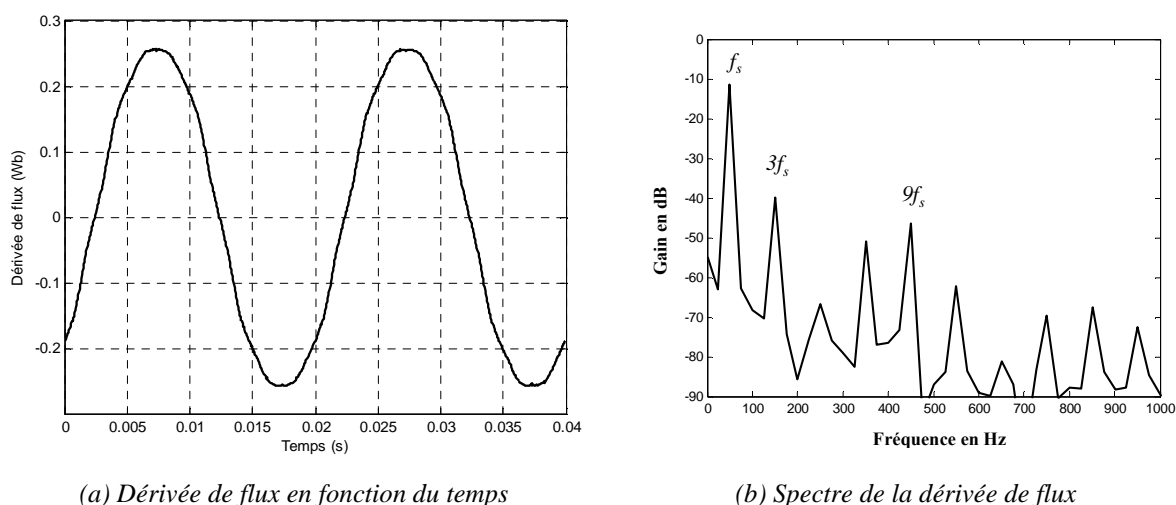 0.3
0.2
0.1
0
-0.1
-0.2
Dérivée de flux (Wb)
0 0.005 0.01 0.015 0.02 0.025 0.03 0.035 0.04
Temps (s)
(a) Dérivée de flux en fonction du temps
0
-10
-20
-30
-40
-50
-60
-70
-80
-90
Gain en dB
fs
3fs
9fs
0 100 200 300 400 500 600 700 800 900 1000
Fréquence en Hz
(b) Spectre de la dérivée de flux